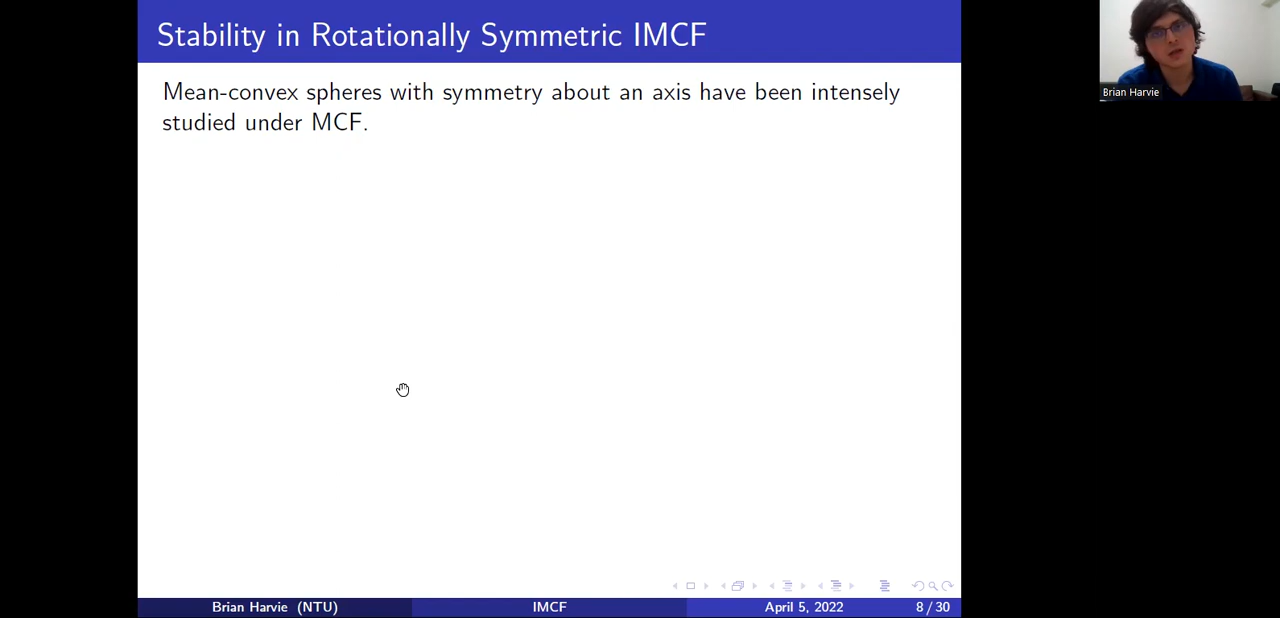 Stability in Rotationally Symmetric IMCF
Mean-convex spheres with symmetry about an axis have been intensely
studied under MCF.
Brian Harvie
Brian Harvie (NTU)
IMCF
April 5, 2022
8 / 30